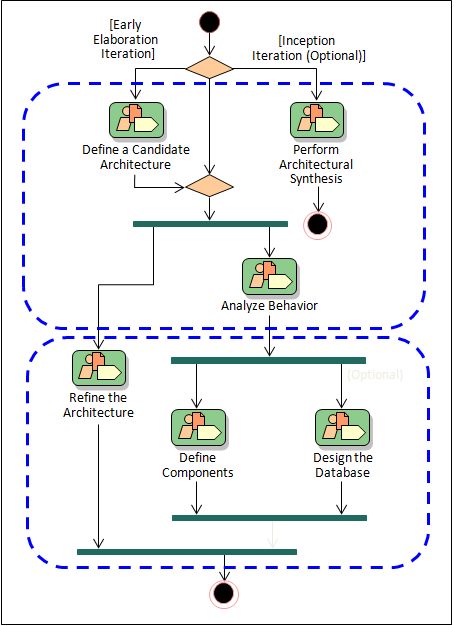 [Early
Elaboration
Iteration]
[Inception
Iteration (Optional)]
Define a Candidate
Architecture
Perform
Architectural
Synthesis
Analyze Behavior
Refine the
Architecture
(Optional)
Define
Components
Design the
Database